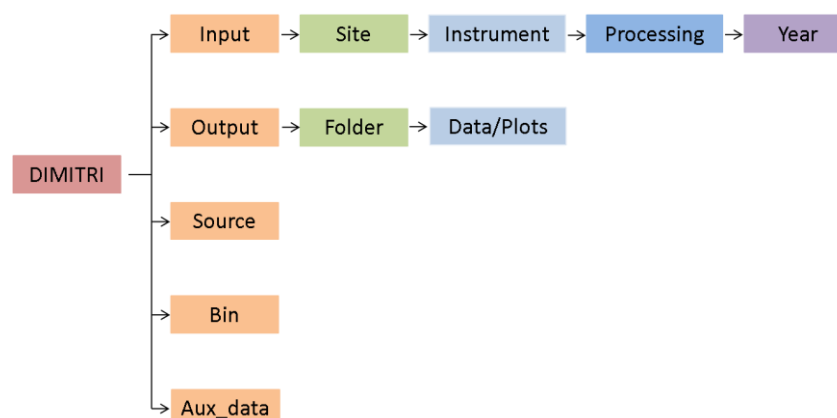 Input
Site
Instrument
Processing
Year
Output
Folder
Data/Plots
DIMITRI
Source
Bin
Aux_data